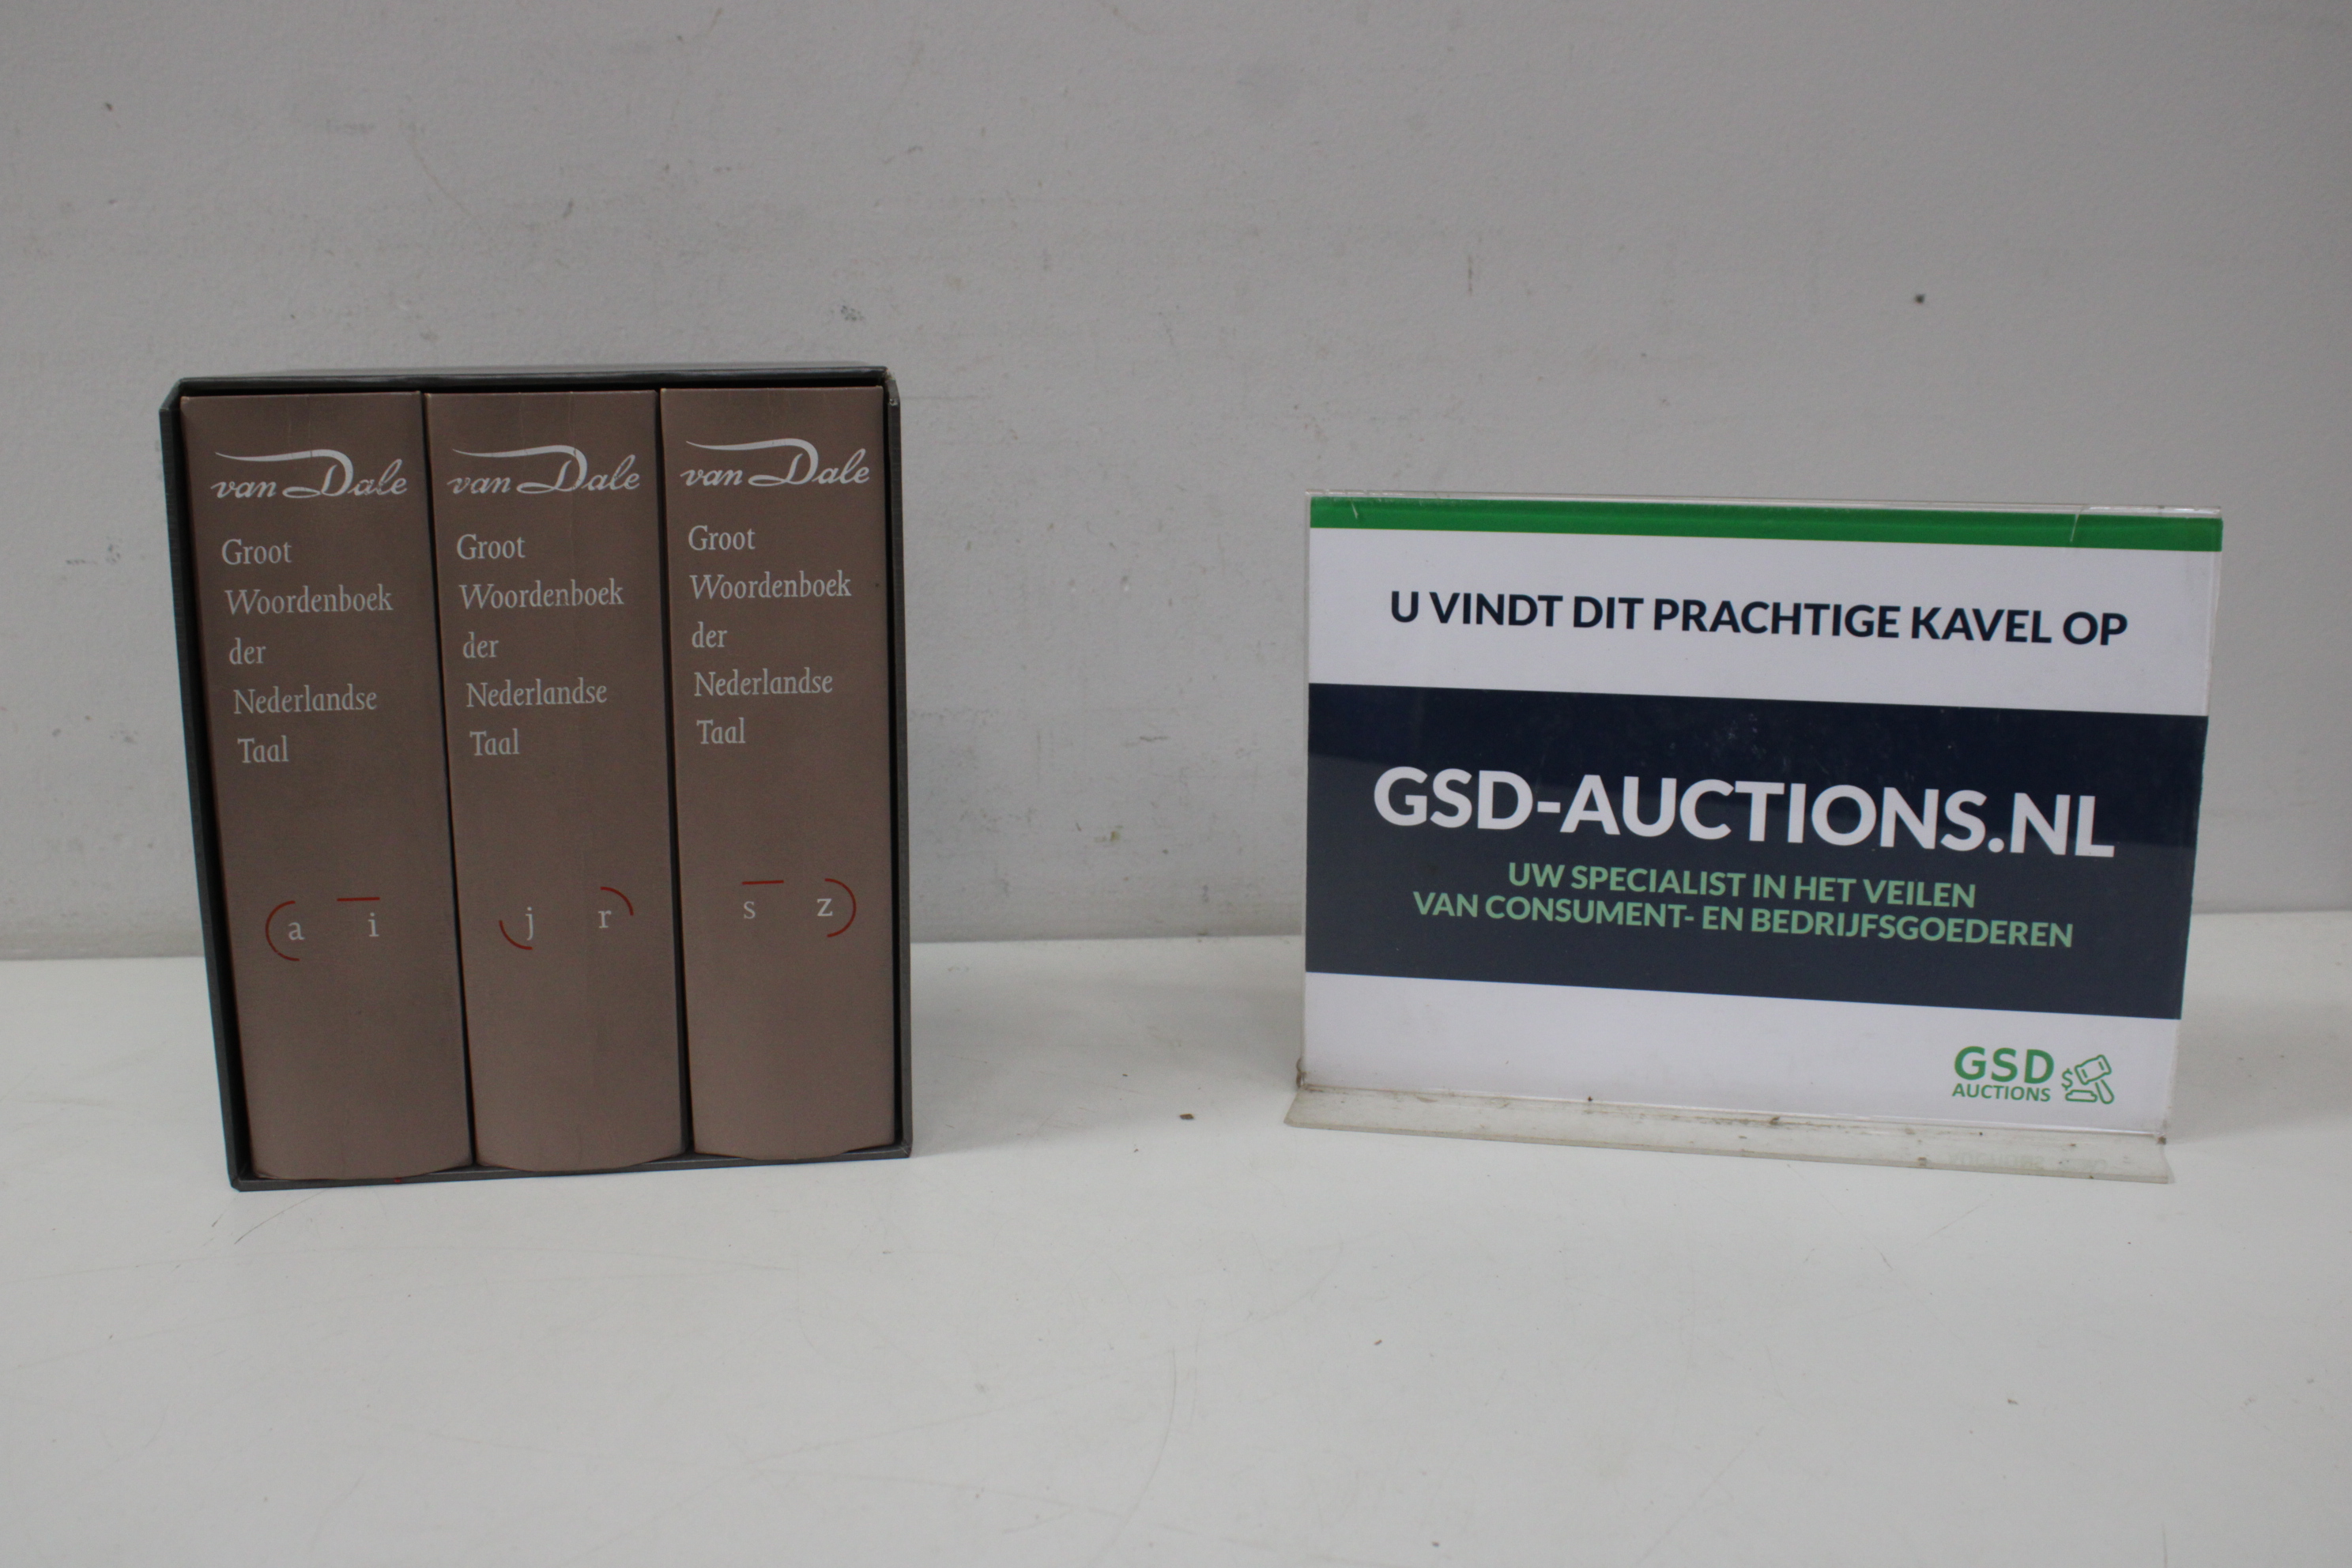 van Dale
Groot
Woordenboek
der
Nederlandse
Taal
a i
van Dale
Groot
Woordenboek
der
Nederlandse
Taal
j r
van Dale
Groot
Woordenboek
der
Nederlandse
Taal
s z
U VINDT DIT PRACHTIGE KAVEL OP
GSD-AUCTIONS.NL
UW SPECIALIST IN HET VEILEN
VAN CONSUMENT- EN BEDRIJFSGOEDEREN
GSD
AUCTIONS